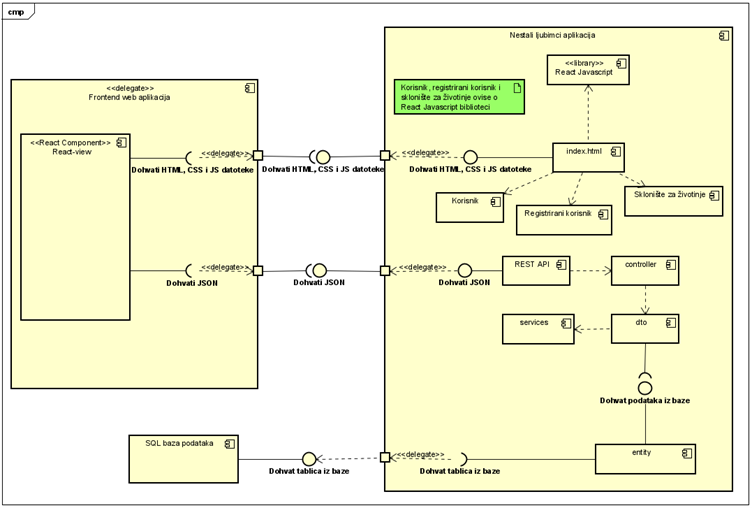 cmp
Nestali ljubimci aplikacija
<<library>>
React Javascript
Korisnik, registrirani korisnik i
sklonište za životinje ovise o
React Javascript biblioteci
<<delegate>>
Frontend web aplikacija
<<React Component>>
React-view
<<delegate>>
Dohvati HTML, CSS i JS datoteke
Dohvati HTML, CSS i JS datoteke
<<delegate>>
Dohvati HTML, CSS i JS datoteke
index.html
Korisnik
Registrirani korisnik
Sklonište za životinje
<<delegate>>
Dohvati JSON
Dohvati JSON
<<delegate>>
Dohvati JSON
REST API
controller
services
dto
Dohvat podataka iz baze
SQL baza podataka
Dohvat tablica iz baze
<<delegate>>
Dohvat tablica iz baze
entity